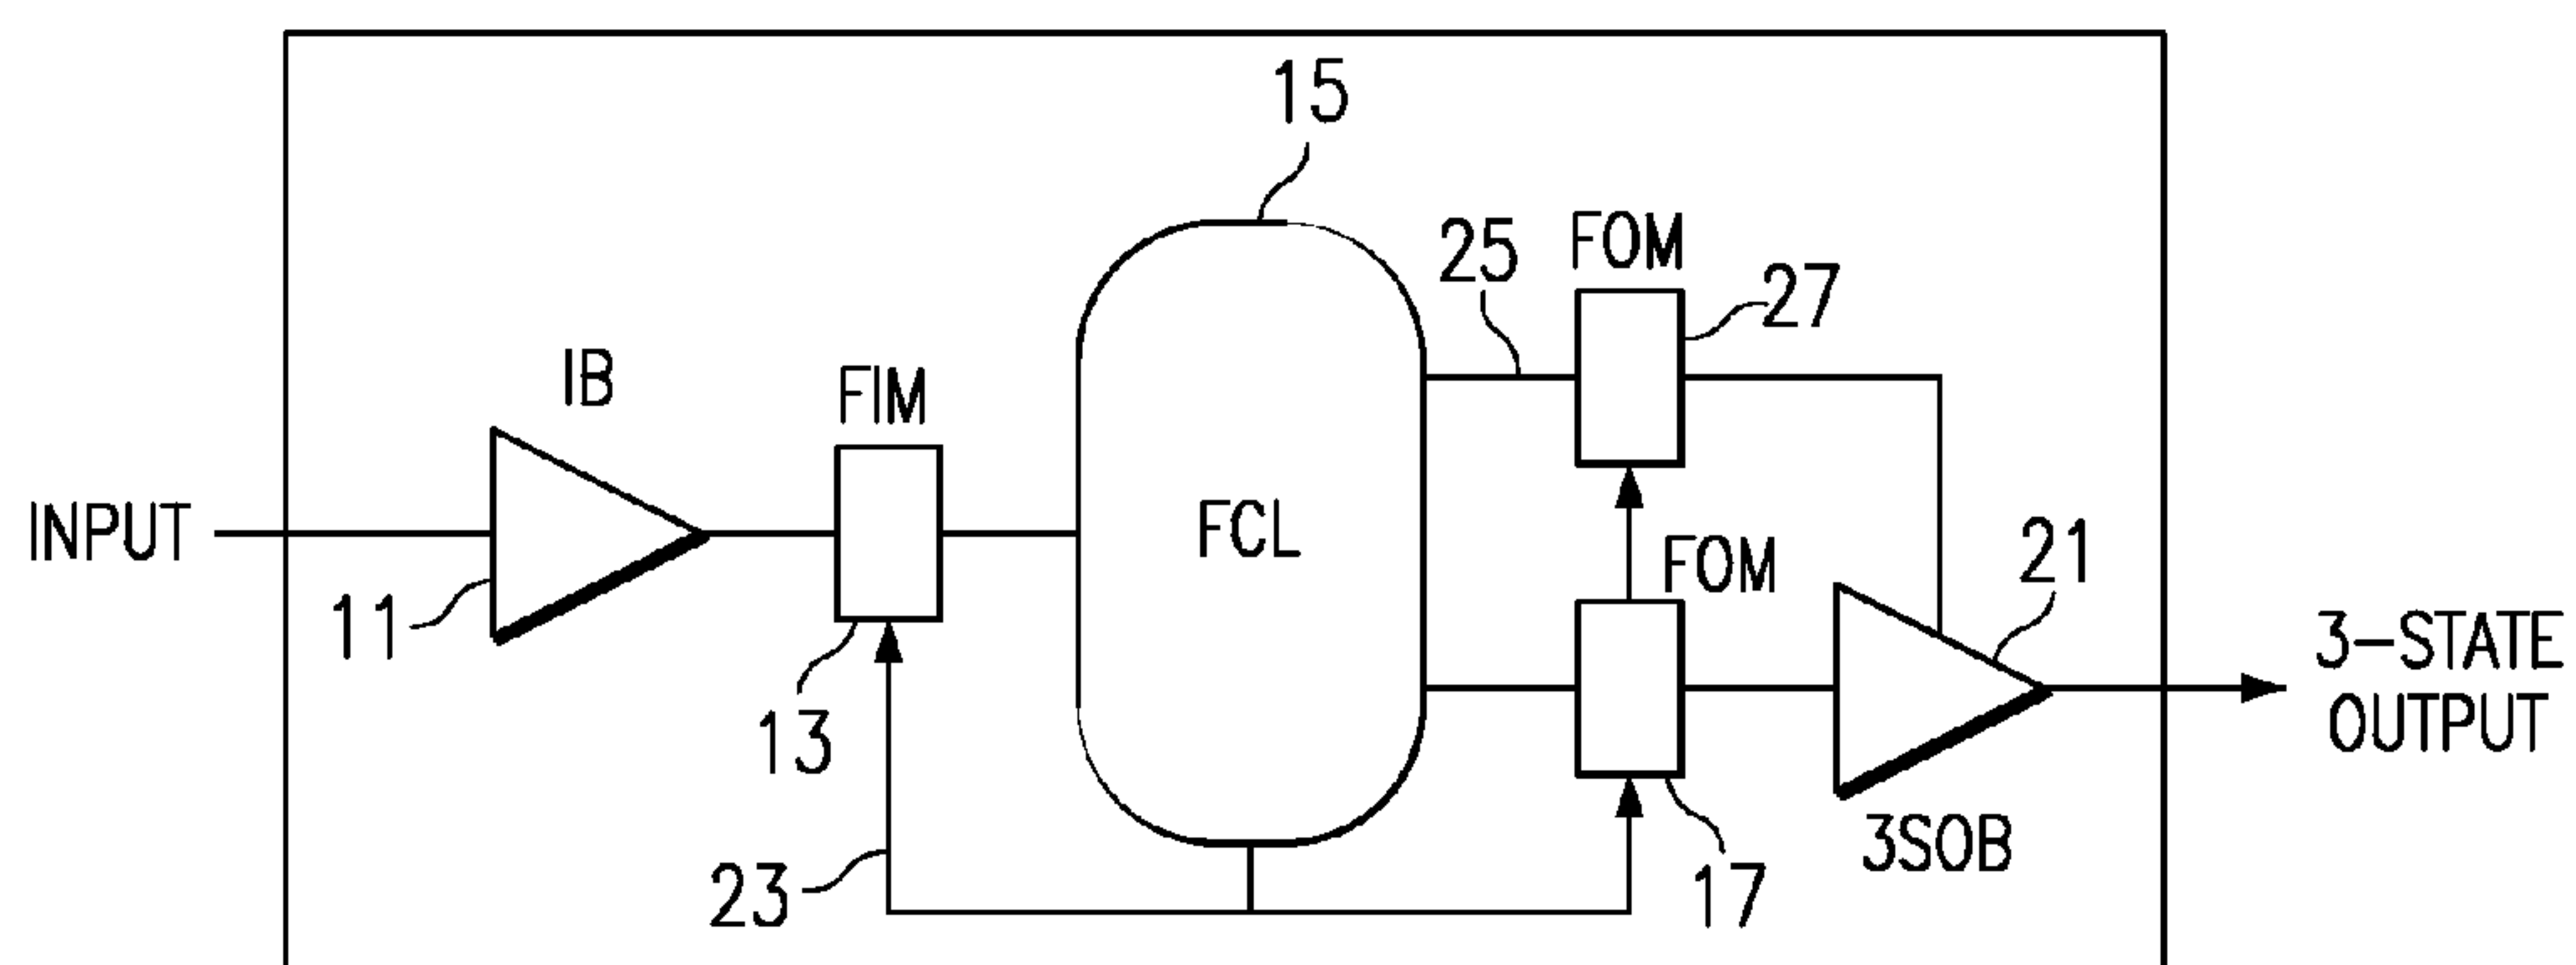 15
25
FOM
27
IB
FIM
INPUT
11
FCL
FOM
21
3-STATE
OUTPUT
13
23
17
3SOB